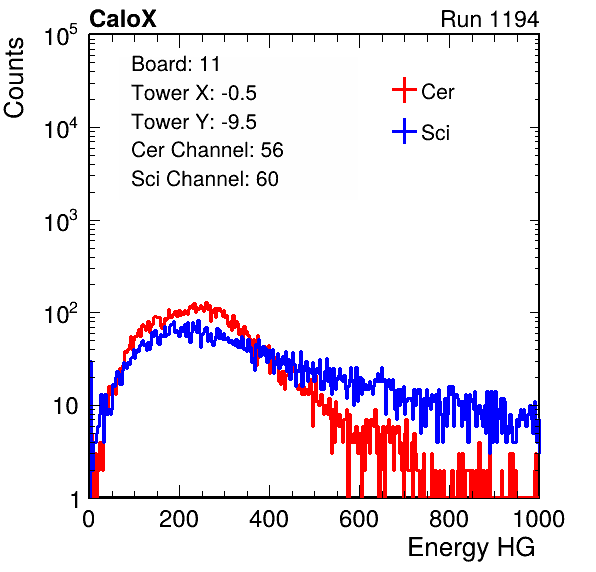 CaloX Run 1194
Counts
10^5
10^4
10^3
10^2
10
1
Board: 11
Tower X: -0.5
Tower Y: -9.5
Cer Channel: 56
Sci Channel: 60
Cer
Sci
0 200 400 600 800 1000
Energy HG